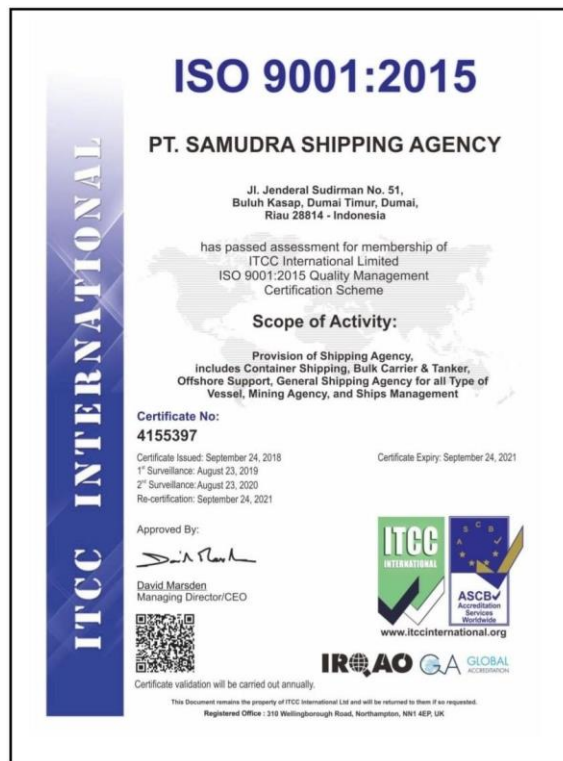 ITCC INTERNATIONAL
ISO 9001:2015
PT. SAMUDRA SHIPPING AGENCY
Jl. Jenderal Sudirman No. 51,
Buluh Kasap, Dumai Timur, Dumai,
Riau 28814 - Indonesia
has passed assessment for membership of
ITCC International Limited
ISO 9001:2015 Quality Management
Certification Scheme
Scope of Activity:
Provision of Shipping Agency,
includes Container Shipping, Bulk Carrier & Tanker,
Offshore Support, General Shipping Agency for all Type of
Vessel, Mining Agency, and Ships Management
Certificate No:
4155397
Certificate Issued: September 24, 2018
Certificate Expiry: September 24, 2021
1st Surveillance: August 23, 2019
2nd Surveillance: August 23, 2020
Re-certification: September 24, 2021
Approved By:
David Marsden
Managing Director/CEO
ITCC
INTERNATIONAL
A S C B
ASCB
Accreditation
Services
Worldwide
www.itccinternational.org
IRQAO
GA GLOBAL
ACCREDITATION
Certificate validation will be carried out annually.
This Document remains the property of ITCC International Ltd and will be returned to them if so requested.
Registered Office : 310 Wellingborough Road, Northampton, NN1 4EP, UK